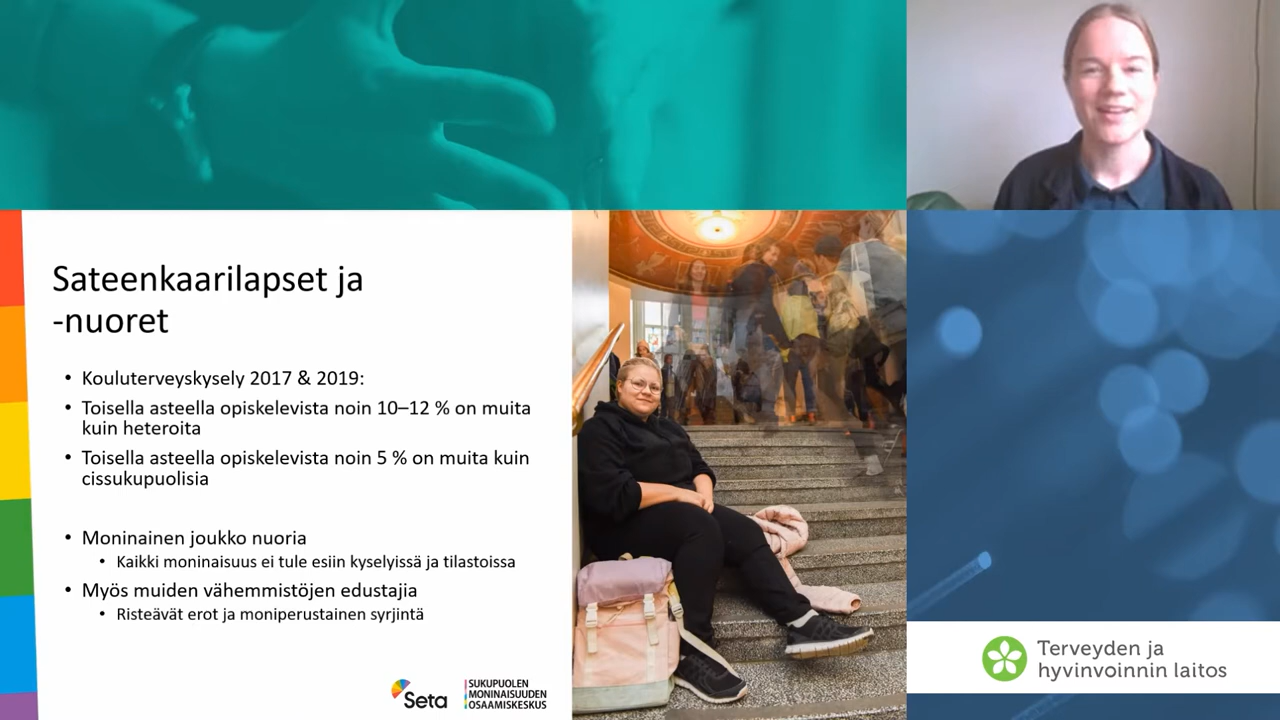 Sateenkaarilapset ja
-nuoret
• Kouluterveyskysely 2017 & 2019:
• Toisella asteella opiskelevista noin 10–12 % on muita
kuin heteroita
• Toisella asteella opiskelevista noin 5 % on muita kuin
cissukupuolisia
• Moninainen joukko nuoria
• Kaikki moninaisuus ei tule esiin kyselyissä ja tilastoissa
• Myös muiden vähemmistöjen edustajia
• Risteävät erot ja moniperustainen syrjintä
Seta
SUKUPUOLEN
MONINAISUUDEN
OSAAMISKESKUS
Terveyden ja
hyvinvoinnin laitos